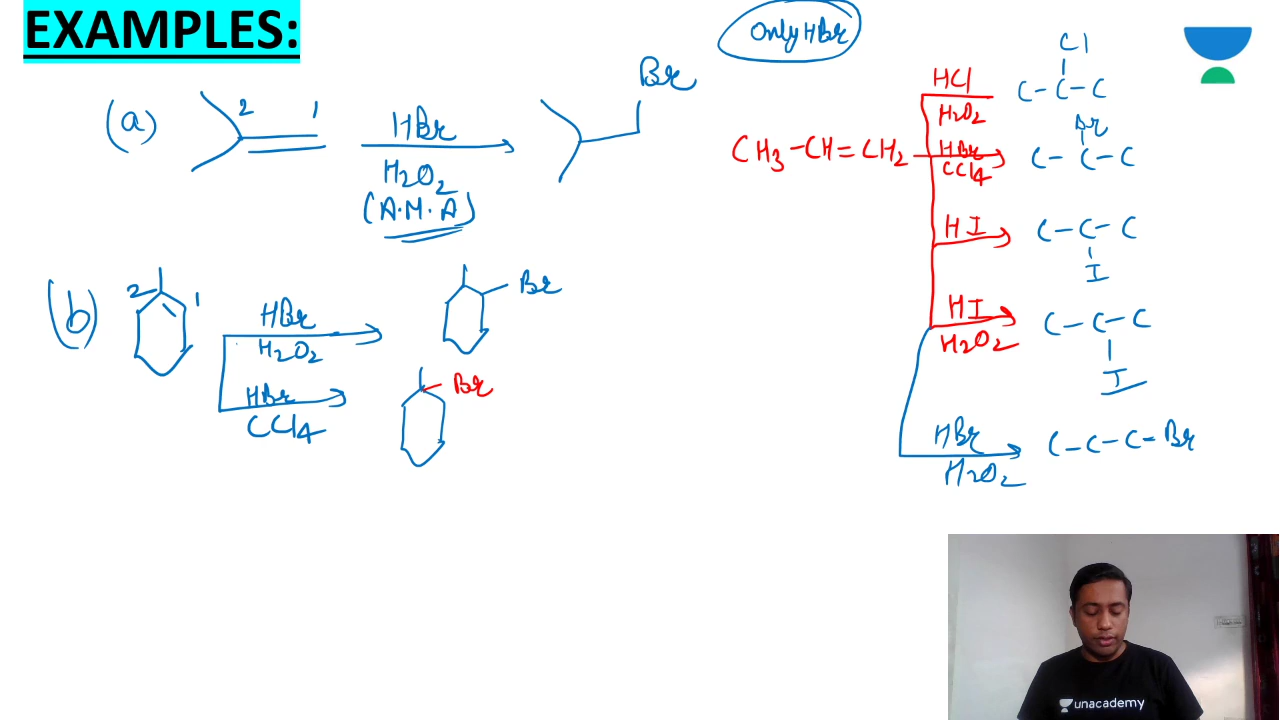 EXAMPLES:
Only HBr
(a)
2
1
HBr
H2O2
(A.M.A)
Br
(b)
2
1
HBr
H2O2
Br
HBr
CCl4
Br
CH3-CH=CH2
HCl
H2O2
Cl
C-C-C
HBr
CCl4
Br
C-C-C
HI
C-C-C
I
HI
H2O2
C-C-C
I
HBr
H2O2
C-C-C-Br
unacademy